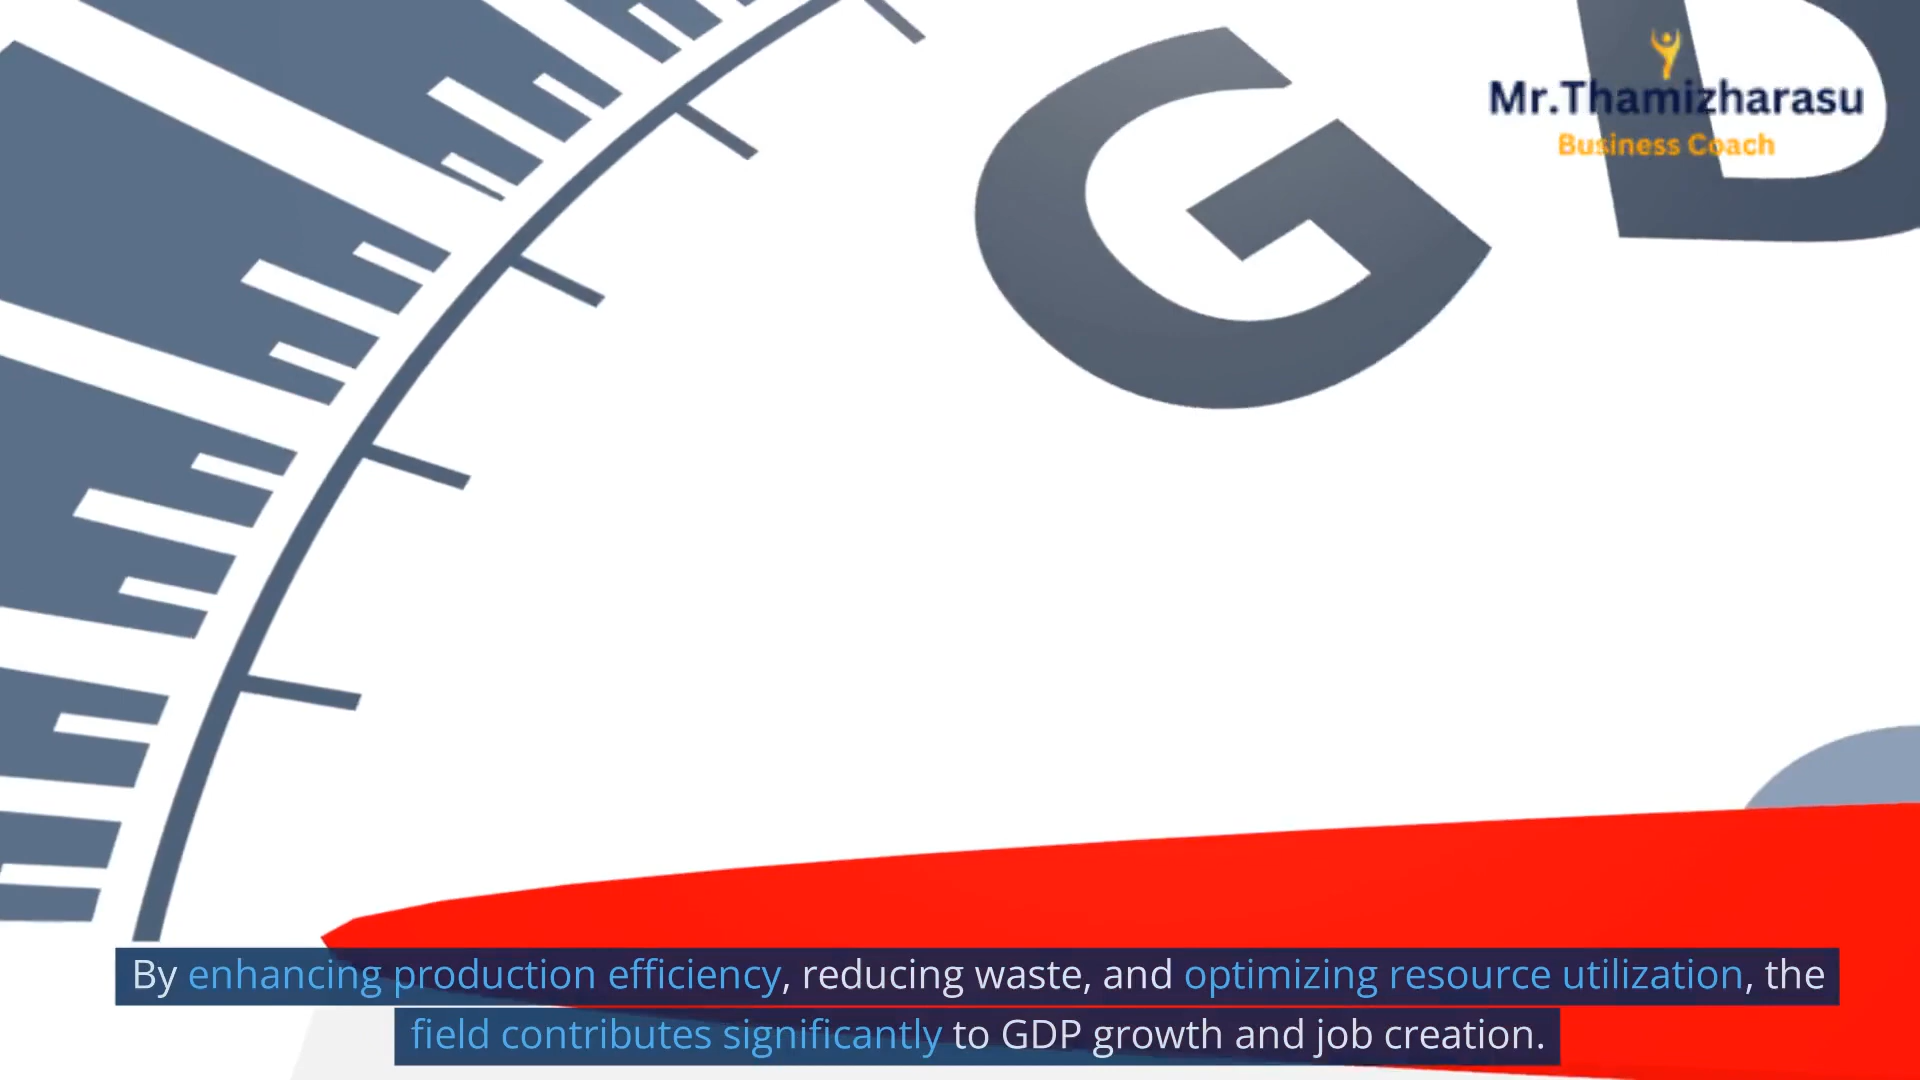 GD
Mr.Thamizharasu
Business Coach
By enhancing production efficiency, reducing waste, and optimizing resource utilization, the
field contributes significantly to GDP growth and job creation.